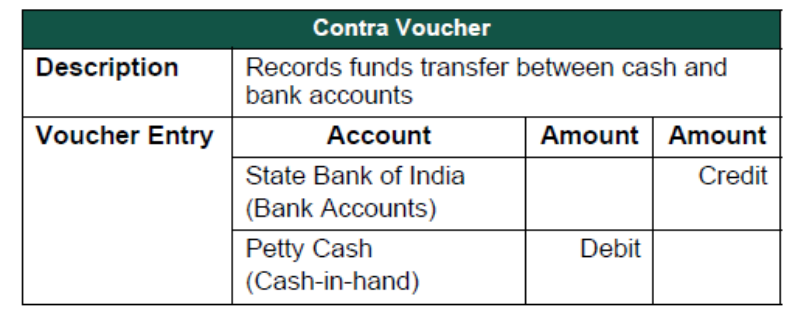 Contra Voucher
Description Records funds transfer between cash and
bank accounts
Voucher Entry Account Amount Amount
State Bank of India Credit
(Bank Accounts)
Petty Cash Debit
(Cash-in-hand)